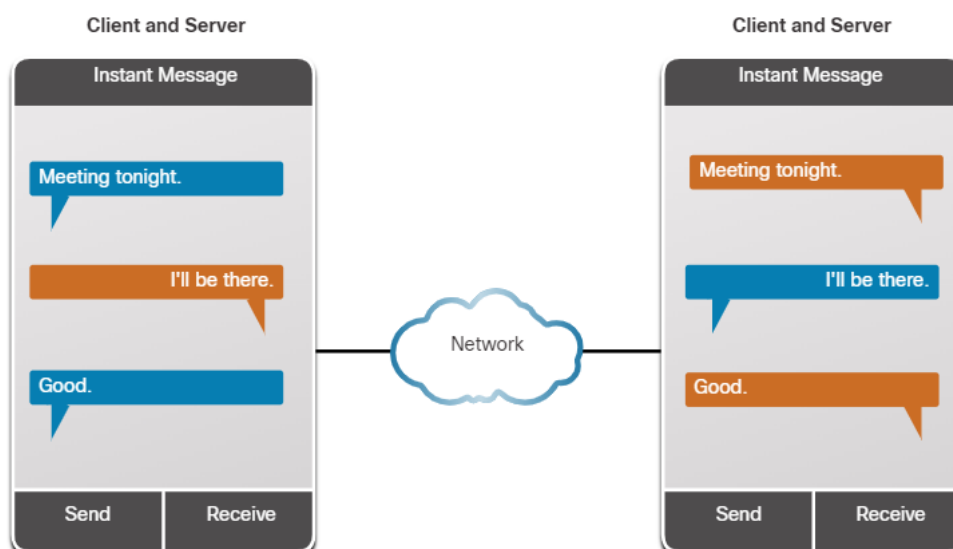 Client and Server
Instant Message
Meeting tonight.
I'll be there.
Good.
Send
Receive
Network
Client and Server
Instant Message
Meeting tonight.
I'll be there.
Good.
Send
Receive